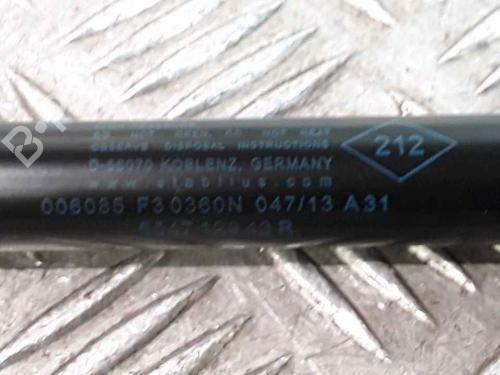 DO NOT OPEN, DO NOT HEAT
OBSERVE DISPOSAL INSTRUCTIONS
D-56070 KOBLENZ, GERMANY
www.stabilus.com
006085 F3 0360N 047/13 A31
212